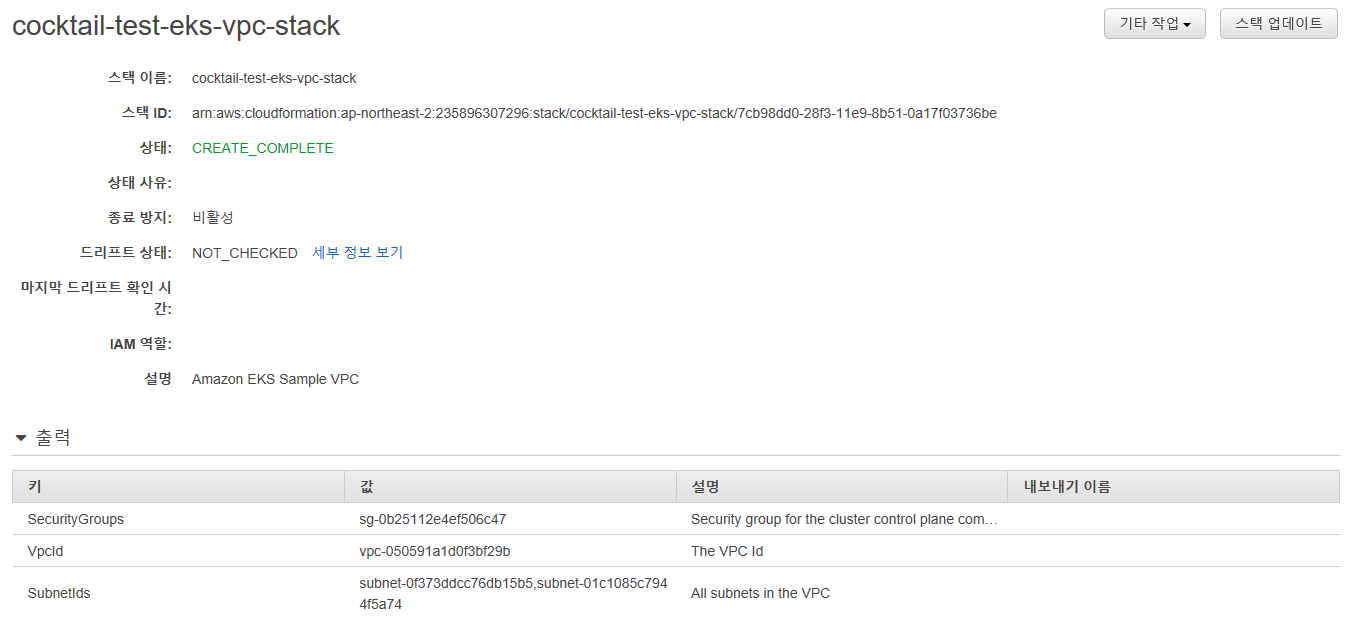 cocktail-test-eks-vpc-stack
기타 작업
스택 업데이트
스택 이름: cocktail-test-eks-vpc-stack
스택 ID: arn:aws:cloudformation:ap-northeast-2:235896307296:stack/cocktail-test-eks-vpc-stack/7cb98dd0-28f3-11e9-8b51-0a17f03736be
상태: CREATE_COMPLETE
상태 사유:
종료 방지: 비활성
드리프트 상태: NOT_CHECKED 세부 정보 보기
마지막 드리프트 확인 시
간:
IAM 역할:
설명 Amazon EKS Sample VPC
출력
키 값 설명 내보내기 이름
SecurityGroups sg-0b25112e4ef506c47 Security group for the cluster control plane com…
VpcId vpc-050591a1d0f3bf29b The VPC Id
SubnetIds subnet-0f373ddcc76db15b5,subnet-01c1085c794
4f5a74 All subnets in the VPC